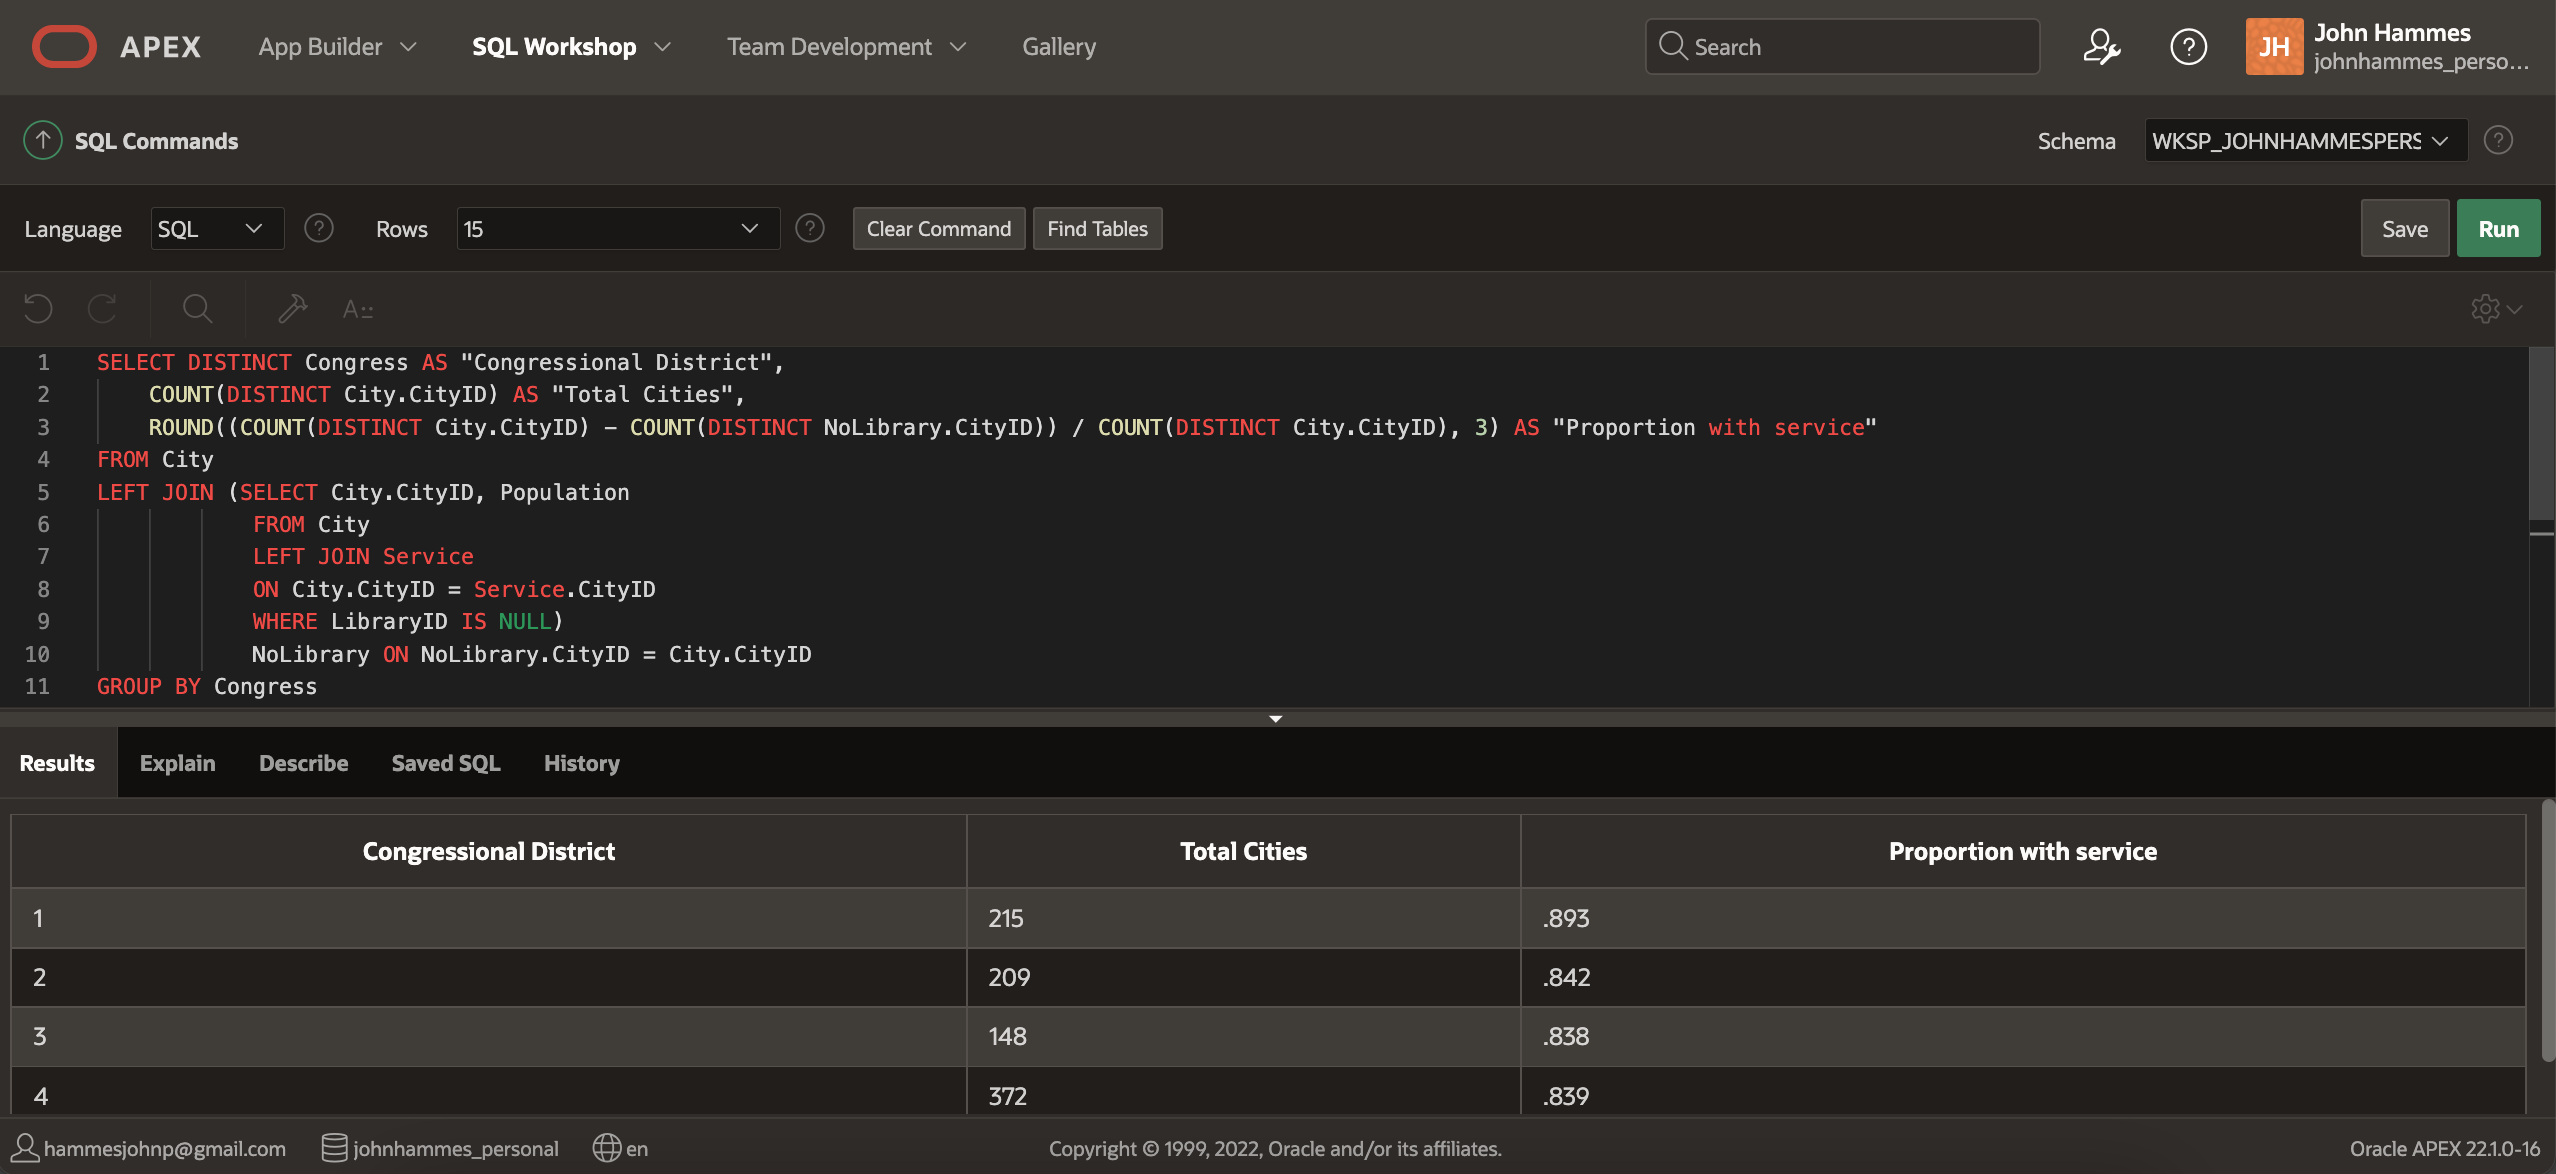 APEX App Builder SQL Workshop Team Development Gallery Search JH John Hammes
johnhammes_perso...
SQL Commands Schema WKSP_JOHNHAMMESPERS
Language SQL Rows 15 Clear Command Find Tables Save Run
A::
1 SELECT DISTINCT Congress AS "Congressional District",
2 COUNT(DISTINCT City.CityID) AS "Total Cities",
3 ROUND((COUNT(DISTINCT City.CityID) - COUNT(DISTINCT NoLibrary.CityID)) / COUNT(DISTINCT City.CityID), 3) AS "Proportion with service"
4 FROM City
5 LEFT JOIN (SELECT City.CityID, Population
6 FROM City
7 LEFT JOIN Service
8 ON City.CityID = Service.CityID
9 WHERE LibraryID IS NULL)
10 NoLibrary ON NoLibrary.CityID = City.CityID
11 GROUP BY Congress
Results Explain Describe Saved SQL History
Congressional District Total Cities Proportion with service
1 215 .893
2 209 .842
3 148 .838
4 372 .839
hammesjohnp@gmail.com johnhammes_personal en Copyright © 1999, 2022, Oracle and/or its affiliates. Oracle APEX 22.1.0-16